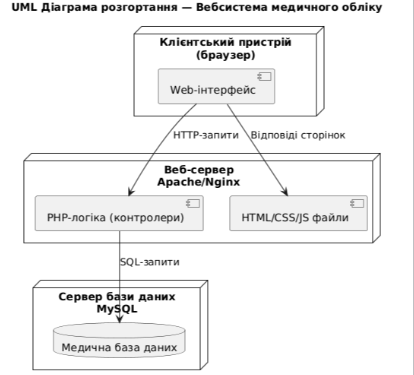 UML Діаграма розгортання — Вебсистема медичного обліку
Клієнтський пристрій
(браузер)
Web-інтерфейс
HTTP-запити
Відповіді сторінок
Веб-сервер
Apache/Nginx
PHP-логіка (контролери)
HTML/CSS/JS файли
SQL-запити
Сервер бази даних
MySQL
Медична база даних